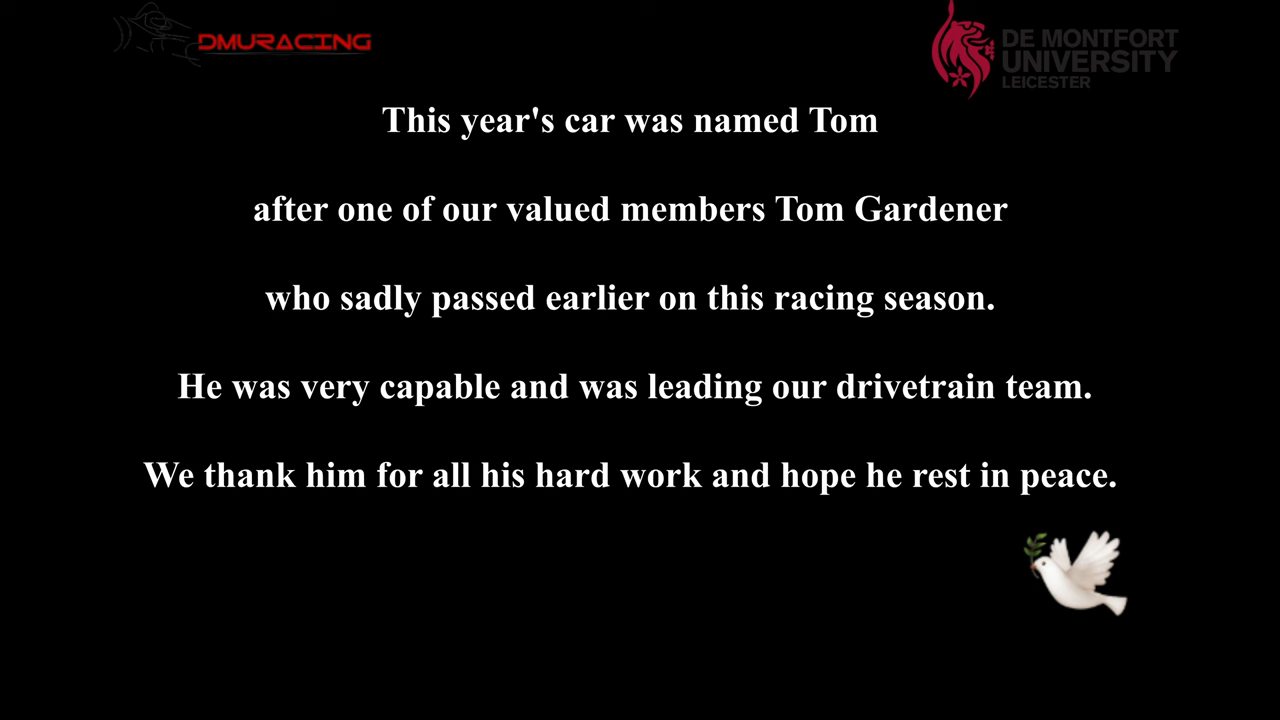 DMURACING
DE MONTFORT
UNIVERSITY
LEICESTER
This year's car was named Tom
after one of our valued members Tom Gardener
who sadly passed earlier on this racing season.
He was very capable and was leading our drivetrain team.
We thank him for all his hard work and hope he rest in peace.